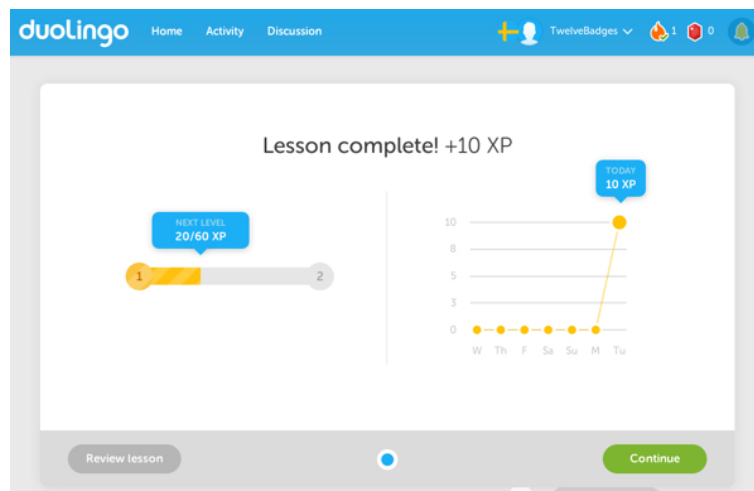 duolingo Home Activity Discussion TwelveBadges 1 0
Lesson complete! +10 XP
NEXT LEVEL
20/60 XP
1 2
TODAY
10 XP
10
8
5
3
0
W Th F Sa Su M Tu
Review lesson Continue